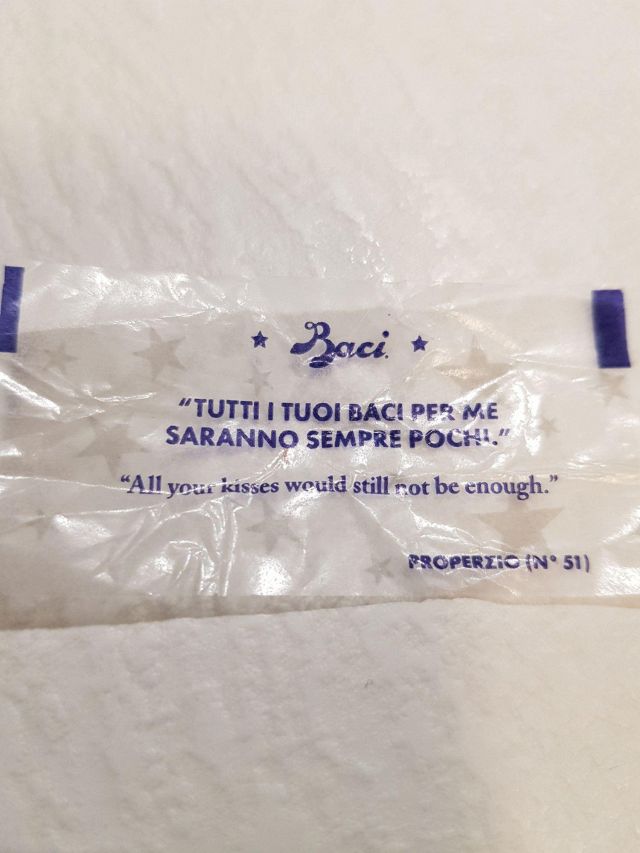 Baci
"TUTTI I TUOI BACI PER ME
SARANNO SEMPRE POCHI."
"All your kisses would still not be enough."
PROPERZIO (N° 51)